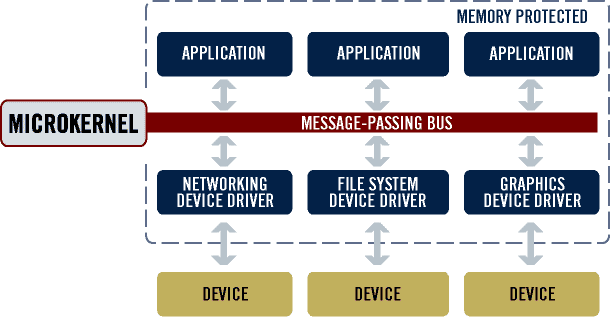 MEMORY PROTECTED
APPLICATION
APPLICATION
APPLICATION
MICROKERNEL
MESSAGE-PASSING BUS
NETWORKING
DEVICE DRIVER
FILE SYSTEM
DEVICE DRIVER
GRAPHICS
DEVICE DRIVER
DEVICE
DEVICE
DEVICE